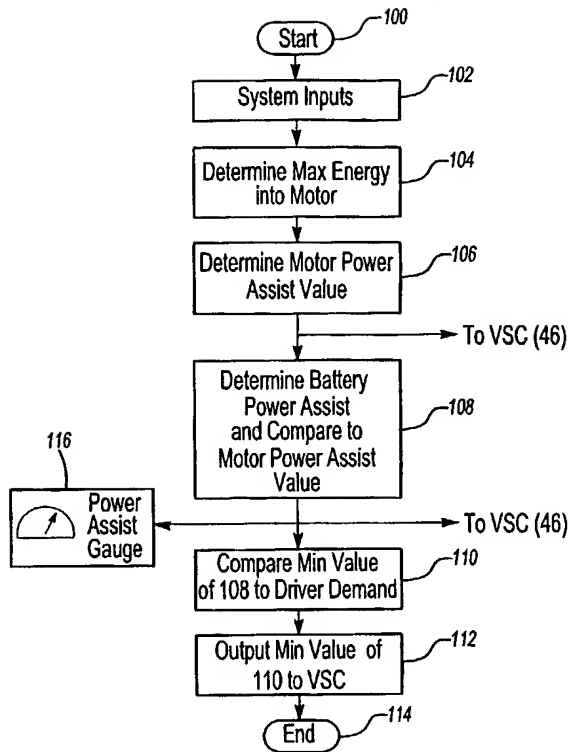 Start
100
System Inputs
102
Determine Max Energy
into Motor
104
Determine Motor Power
Assist Value
106
To VSC (46)
Determine Battery
Power Assist
and Compare to
Motor Power Assist
Value
108
116
Power
Assist
Gauge
To VSC (46)
Compare Min Value
of 108 to Driver Demand
110
Output Min Value of
110 to VSC
112
End
114